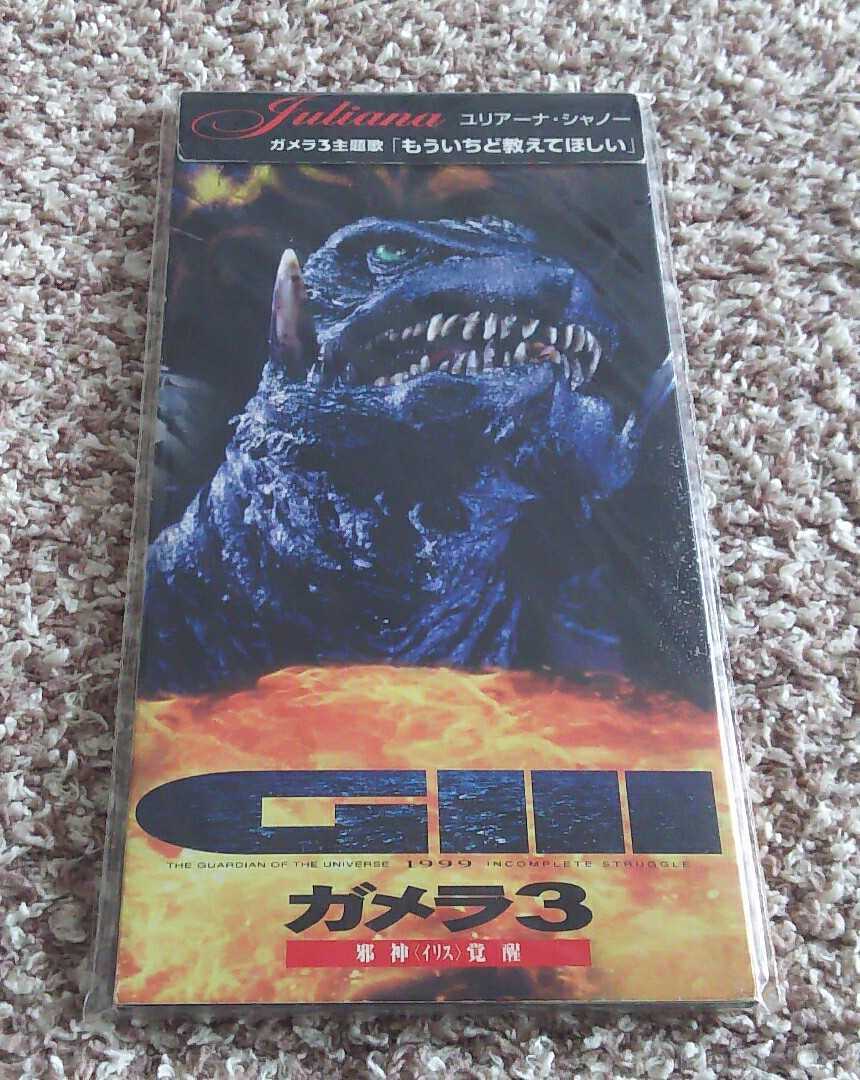 Juliana ユリアーナ・シャノー
ガメラ3主題歌「もういちど教えてほしい」
GIII
THE GUARDIAN OF THE UNIVERSE 1999 INCOMPLETE STRUGGLE
ガメラ3
邪神〈イリス〉覚醒